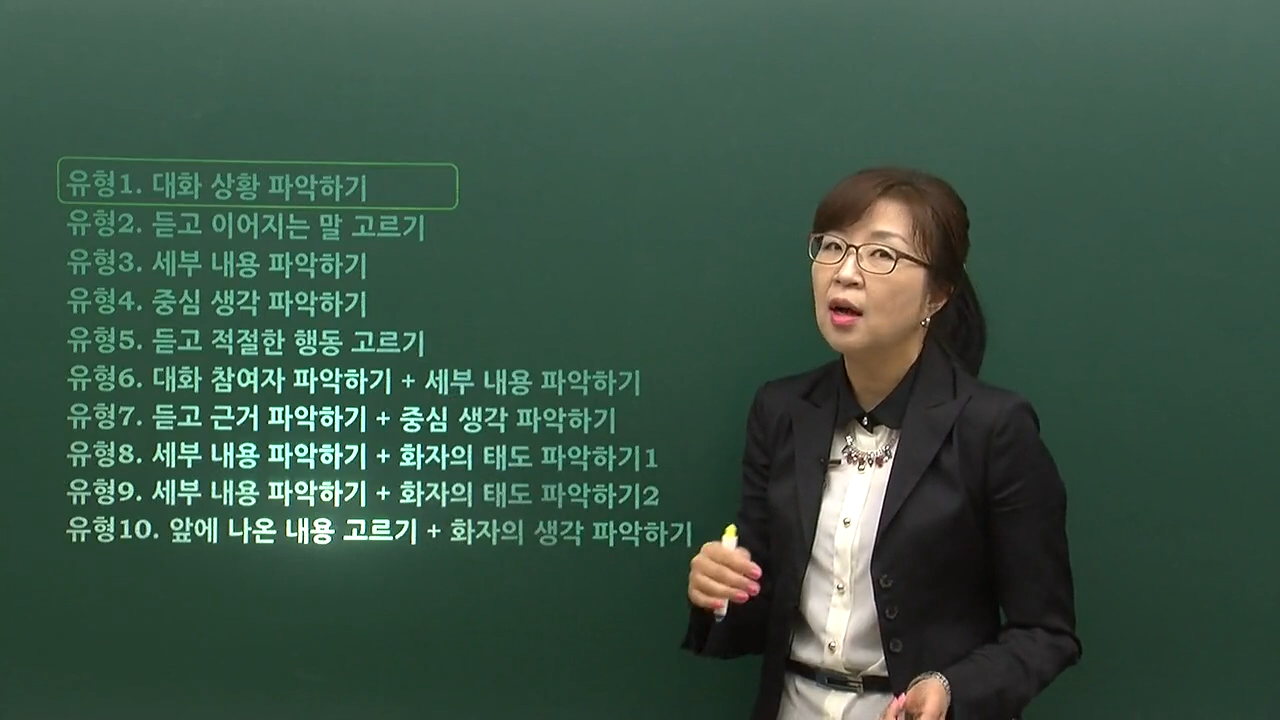 유형1. 대화 상황 파악하기
유형2. 듣고 이어지는 말 고르기
유형3. 세부 내용 파악하기
유형4. 중심 생각 파악하기
유형5. 듣고 적절한 행동 고르기
유형6. 대화 참여자 파악하기 + 세부 내용 파악하기
유형7. 듣고 근거 파악하기 + 중심 생각 파악하기
유형8. 세부 내용 파악하기 + 화자의 태도 파악하기1
유형9. 세부 내용 파악하기 + 화자의 태도 파악하기2
유형10. 앞에 나온 내용 고르기 + 화자의 생각 파악하기